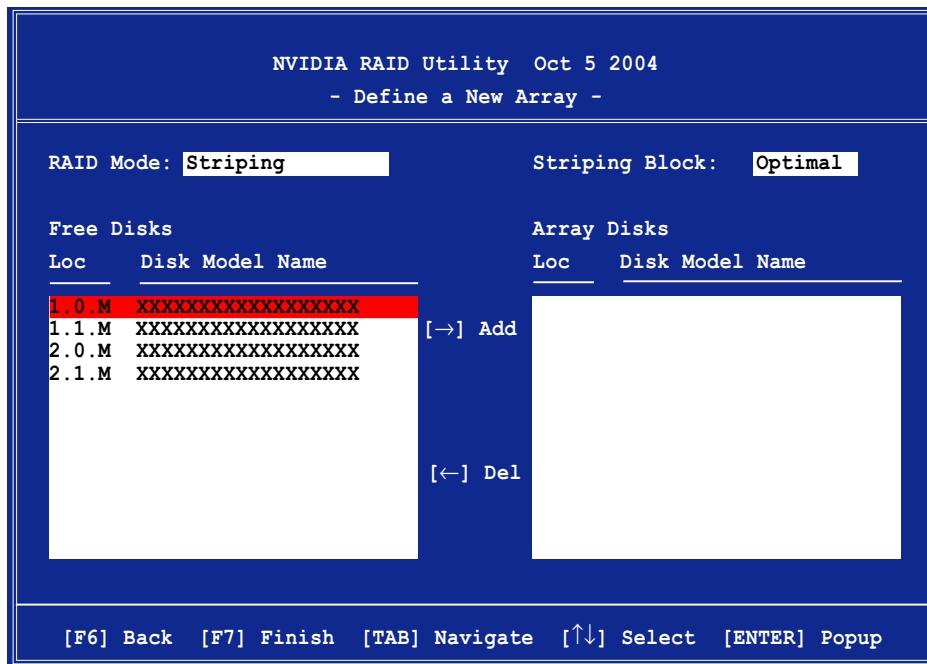 NVIDIA RAID Utility  Oct 5 2004
- Define a New Array -
RAID Mode: Striping
Striping Block: Optimal
Free Disks
Loc Disk Model Name
1.0.M XXXXXXXXXXXXXXXXXX
1.1.M XXXXXXXXXXXXXXXXXX
2.0.M XXXXXXXXXXXXXXXXXX
2.1.M XXXXXXXXXXXXXXXXXX
[→] Add
[←] Del
Array Disks
Loc Disk Model Name
[F6] Back [F7] Finish [TAB] Navigate [↑↓] Select [ENTER] Popup